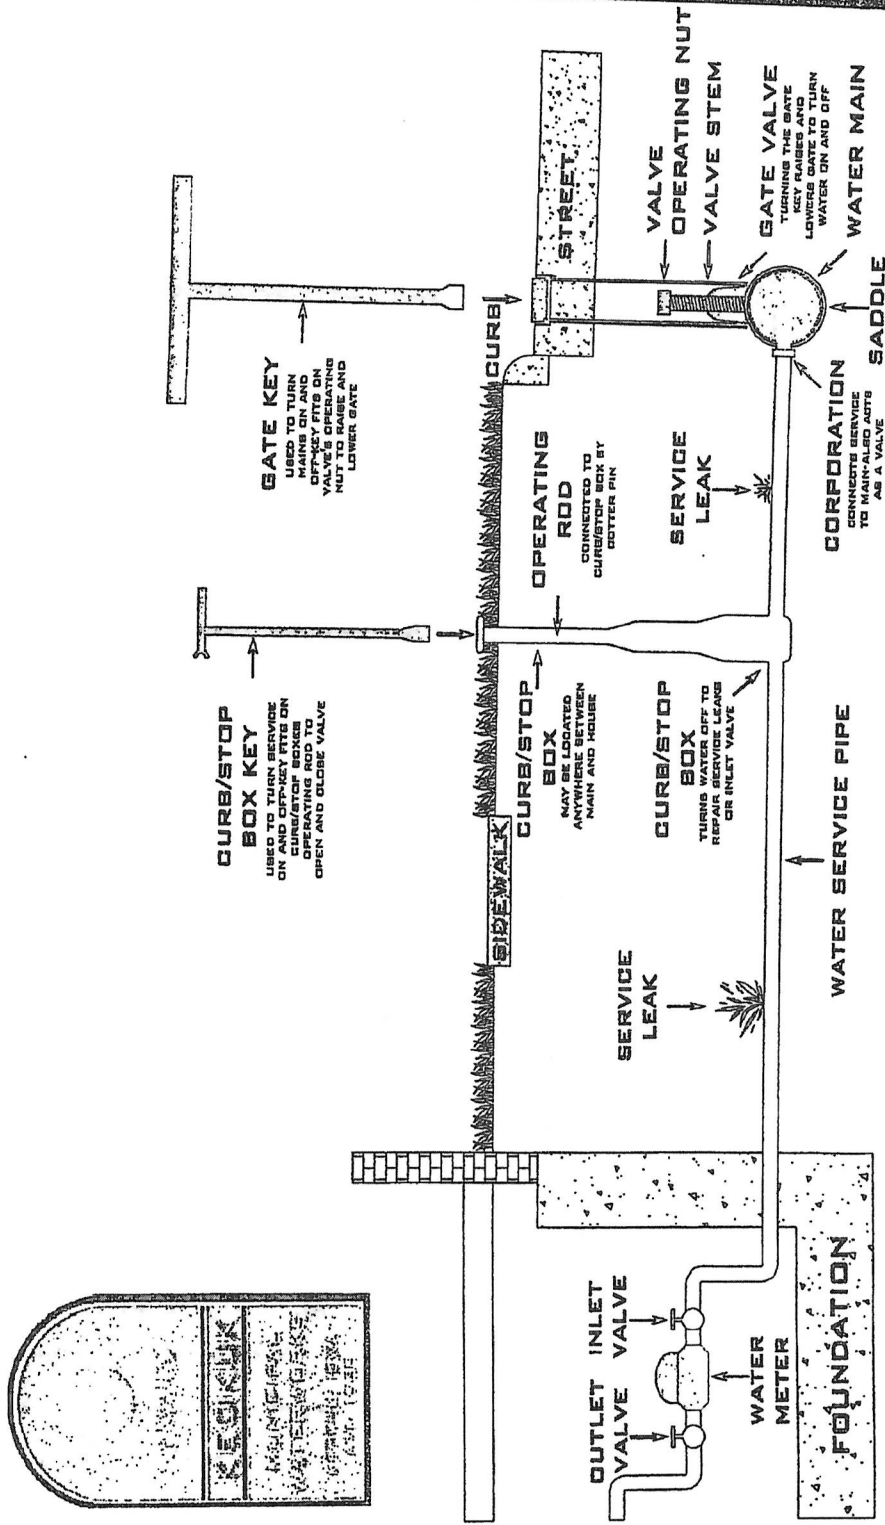 GATE KEY
USED TO TURN
MAINS ON AND
OFF-KEY FITS ON
VALVE'S OPERATING
NUT TO RAISE AND
LOWER GATE
CURB/STOP
BOX KEY
USED TO TURN SERVICE
ON AND OFF-KEY FITS ON
CURB/STOP BOXES
OPERATING ROD TO
OPEN AND CLOSE VALVE
KEOKUK
MUNICIPAL
WATERWORKS
CURB
STREET
SIDEWALK
OPERATING
ROD
CONNECTED TO
CURB/STOP BOX BY
COTTER PIN
CURB/STOP
BOX
MAY BE LOCATED
ANYWHERE BETWEEN
MAIN AND HOUSE
VALVE
OPERATING NUT
VALVE STEM
GATE VALVE
TURNING THE GATE
KEY RAISES AND
LOWERS GATE TO TURN
WATER ON AND OFF
WATER MAIN
SADDLE
SERVICE
LEAK
CORPORATION
CONNECTS SERVICE
TO MAIN-ALSO ACTS
AS A VALVE
CURB/STOP
BOX
TURNS WATER OFF TO
REPAIR SERVICE LEAKS
OR INLET VALVE
SERVICE
LEAK
WATER SERVICE PIPE
OUTLET
VALVE
INLET
VALVE
WATER
METER
FOUNDATION